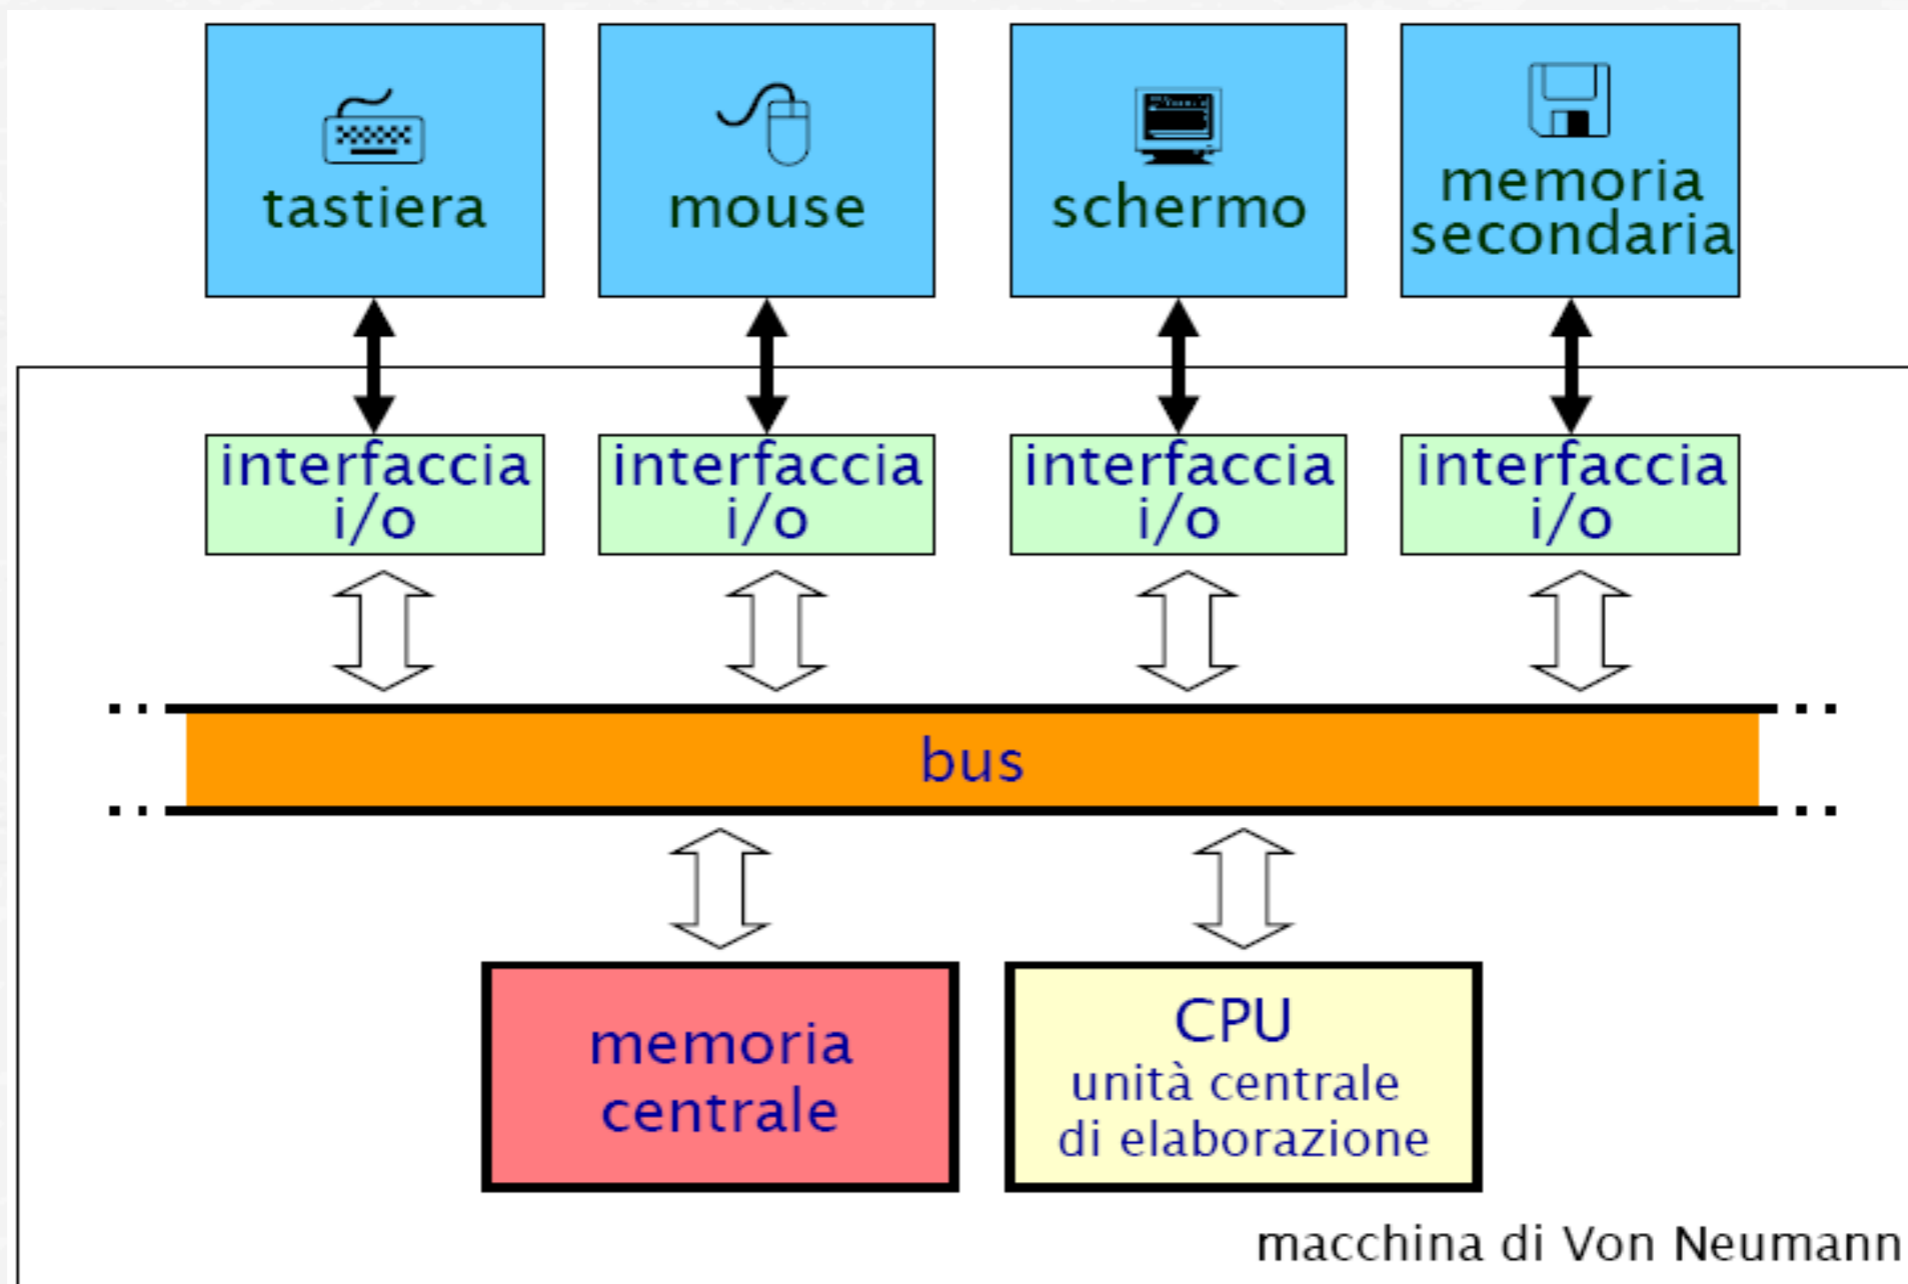 tastiera
mouse
schermo
memoria
secondaria
interfaccia
i/o
interfaccia
i/o
interfaccia
i/o
interfaccia
i/o
bus
memoria
centrale
CPU
unità centrale
di elaborazione
macchina di Von Neumann